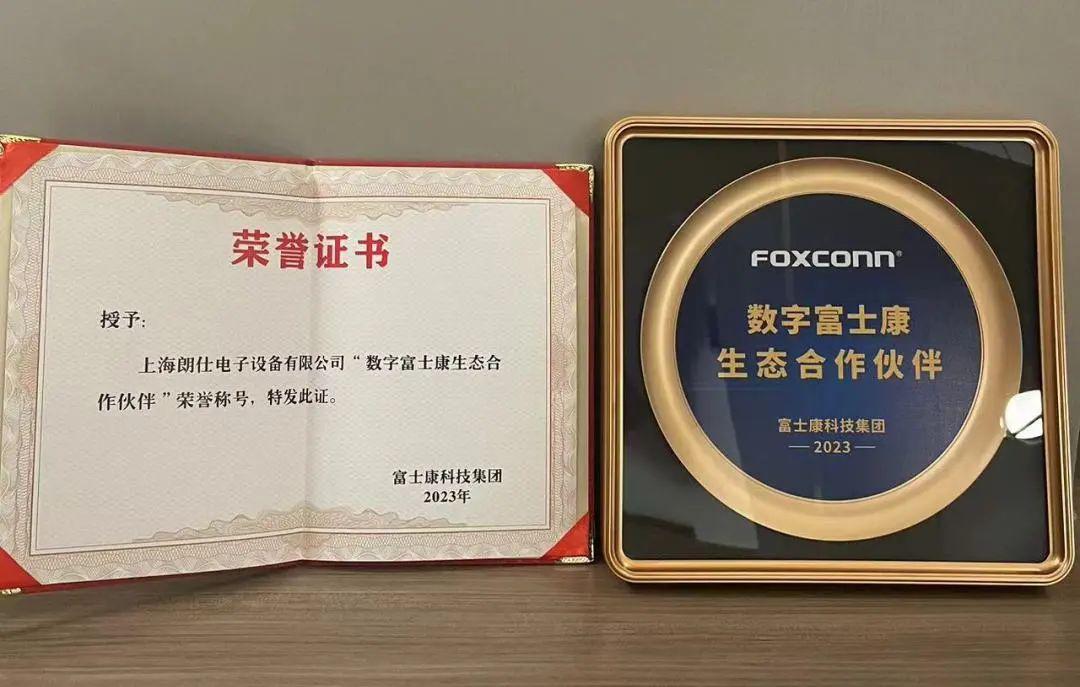 荣誉证书
授予:
上海朗仕电子设备有限公司“数字富士康生态合
作伙伴”荣誉称号，特发此证。
富士康科技集团
2023年
FOXCONN®
数字富士康
生态合作伙伴
富士康科技集团
2023